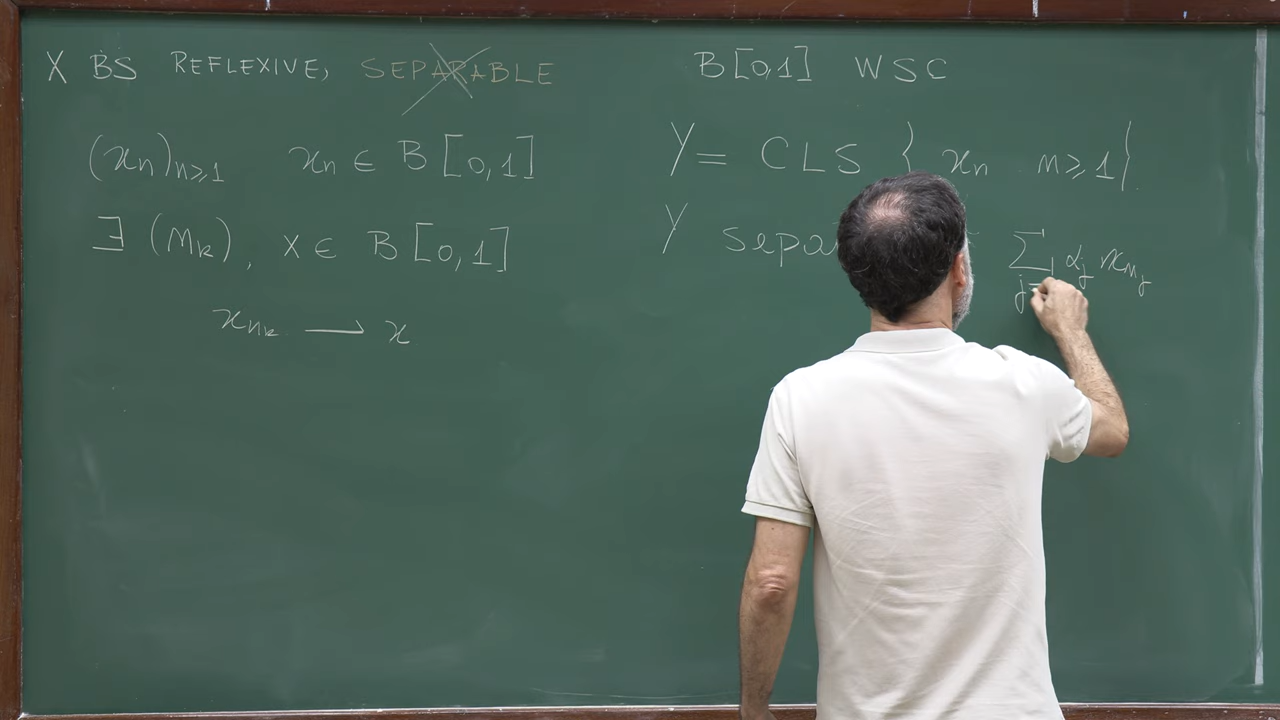 X BS REFLEXIVE, SEPARABLE
(xₙ)ₙ≥₁ xₙ ∈ B[0,1]
∃ (nₖ), x ∈ B[0,1]
xₙₖ → x
B[0,1] WSC
Y = CLS { xₙ n≥1}
Y sepa
∑ⱼ₌ αⱼ xₙⱼ